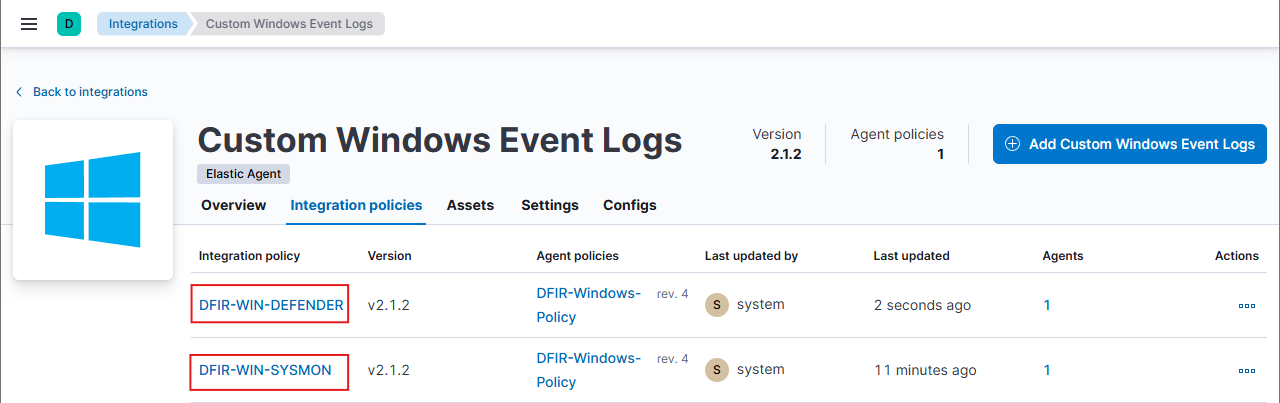 D Integrations Custom Windows Event Logs
Back to integrations
Custom Windows Event Logs
Elastic Agent
Version
2.1.2
Agent policies
1
Add Custom Windows Event Logs
Overview Integration policies Assets Settings Configs
Integration policy Version Agent policies Last updated by Last updated Agents Actions
DFIR-WIN-DEFENDER v2.1.2 DFIR-Windows- rev. 4 S system 2 seconds ago 1
Policy
DFIR-WIN-SYSMON v2.1.2 DFIR-Windows- rev. 4 S system 11 minutes ago 1
Policy